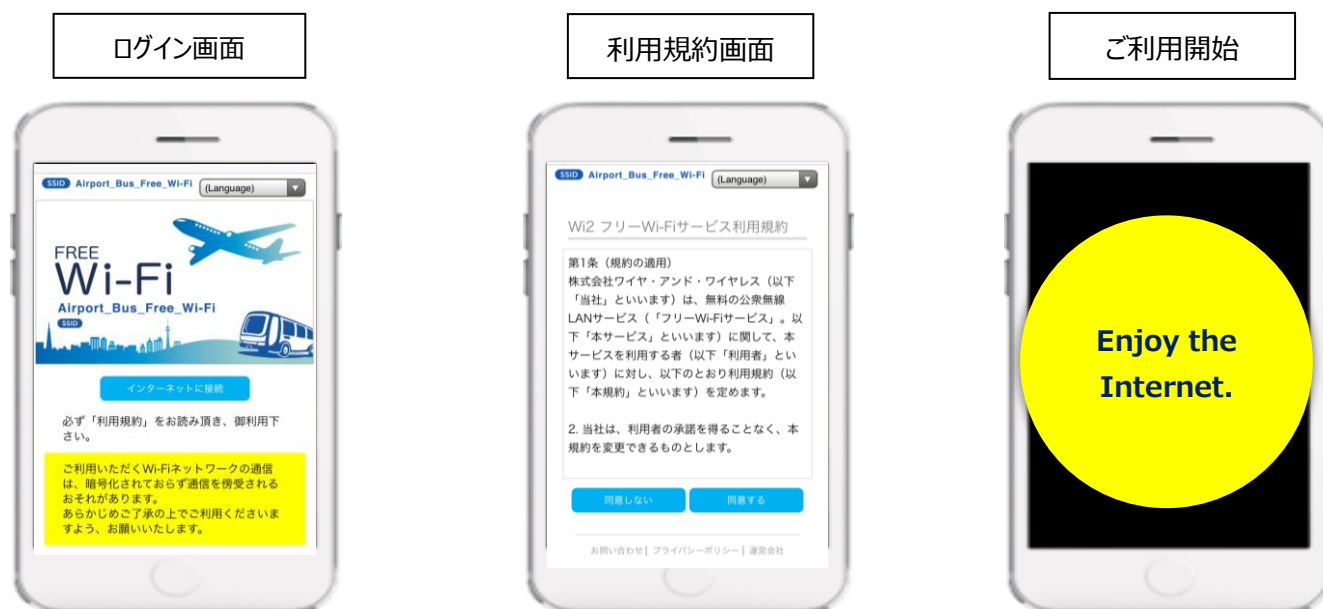 ログイン画面
SSID Airport_Bus_Free_Wi-Fi (Language)
FREE
Wi-Fi
Airport_Bus_Free_Wi-Fi
SSID
インターネットに接続
必ず「利用規約」をお読み頂き、御利用下
さい。
ご利用いただくWi-Fiネットワークの通信
は、暗号化されておらず通信を傍受される
おそれがあります。
あらかじめご了承の上でご利用くださいま
すよう、お願いいたします。
利用規約画面
SSID Airport_Bus_Free_Wi-Fi (Language)
Wi2 フリーWi-Fiサービス利用規約
第1条（規約の適用）
株式会社ワイヤ・アンド・ワイヤレス（以下
「当社」といいます）は、無料の公衆無線
LANサービス（「フリーWi-Fiサービス」。以
下「本サービス」といいます）に関して、本
サービスを利用する者（以下「利用者」とい
います）に対し、以下のとおり利用規約（以
下「本規約」といいます）を定めます。
2. 当社は、利用者の承諾を得ることなく、本
規約を変更できるものとします。
同意しない 同意する
お問い合わせ| プライバシーポリシー| 運営会社
ご利用開始
Enjoy the
Internet.